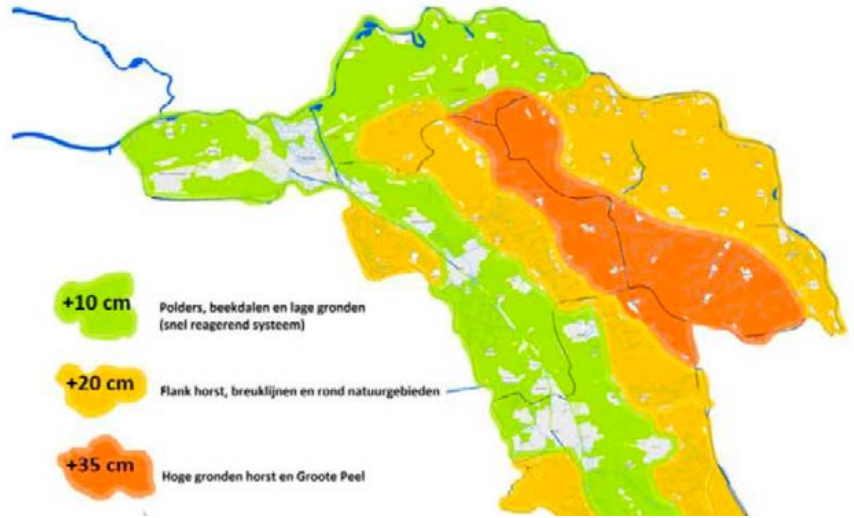 +10 cm
Polders, beekdalen en lage gronden
(snel reagerend systeem)
+20 cm
Flank horst, breuklijnen en rond natuurgebieden
+35 cm
Hoge gronden horst en Groote Peel